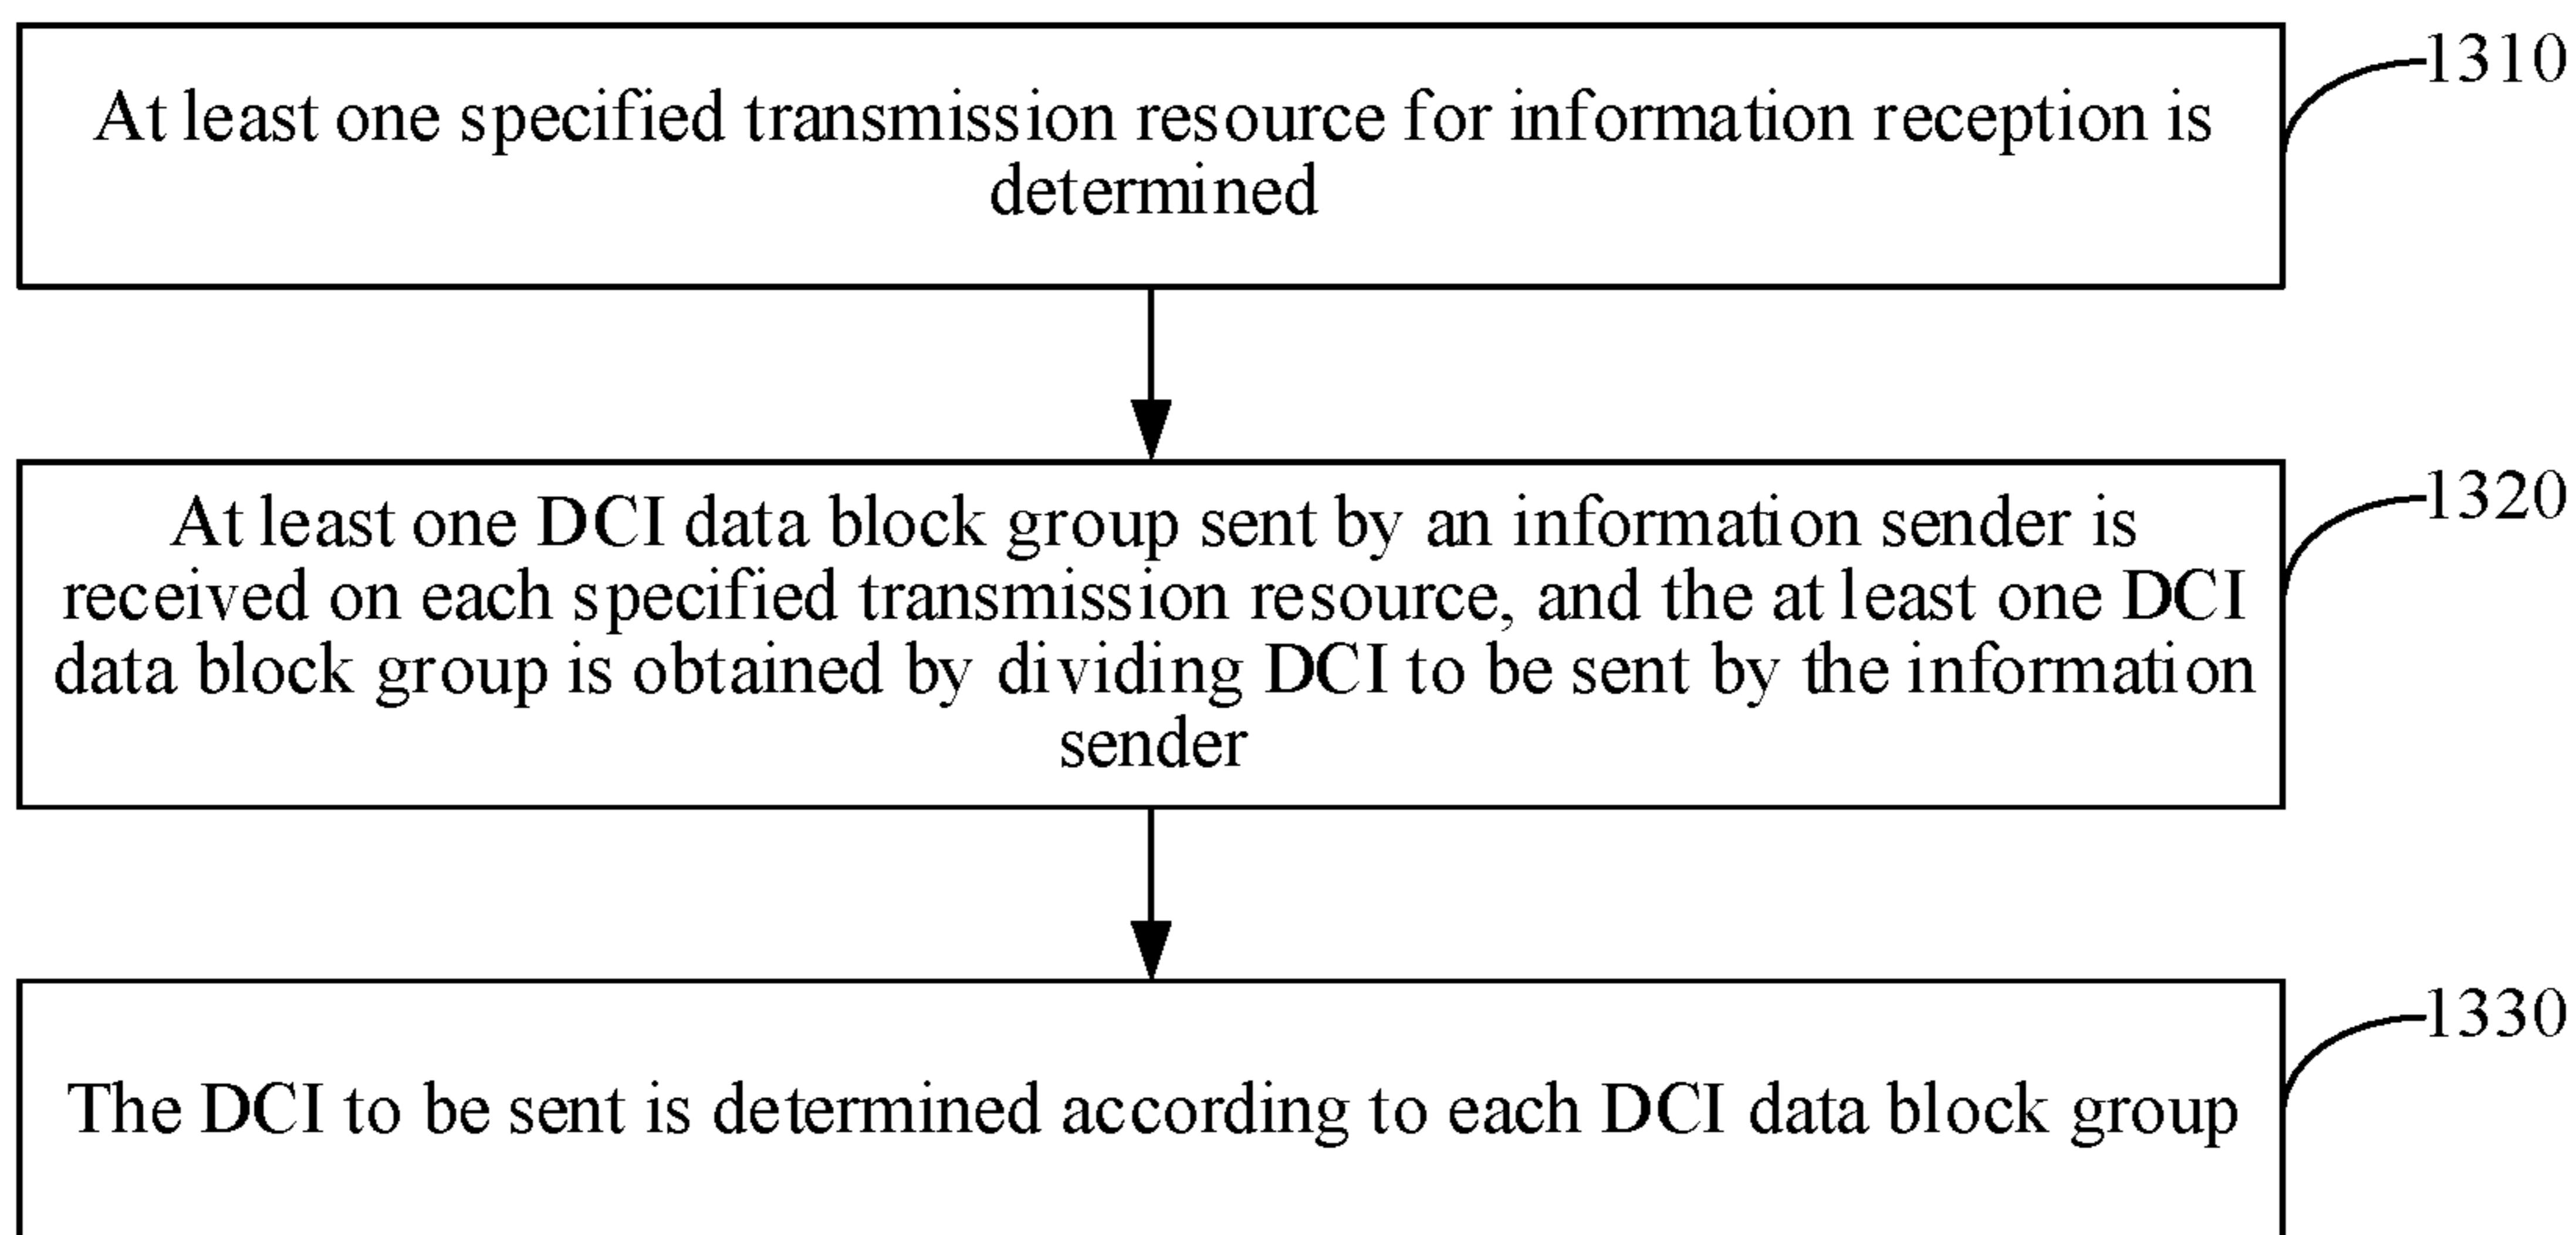 At least one specified transmission resource for information reception is
determined
1310
At least one DCI data block group sent by an information sender is
received on each specified transmission resource, and the at least one DCI
data block group is obtained by dividing DCI to be sent by the information
sender
1320
The DCI to be sent is determined according to each DCI data block group
1330